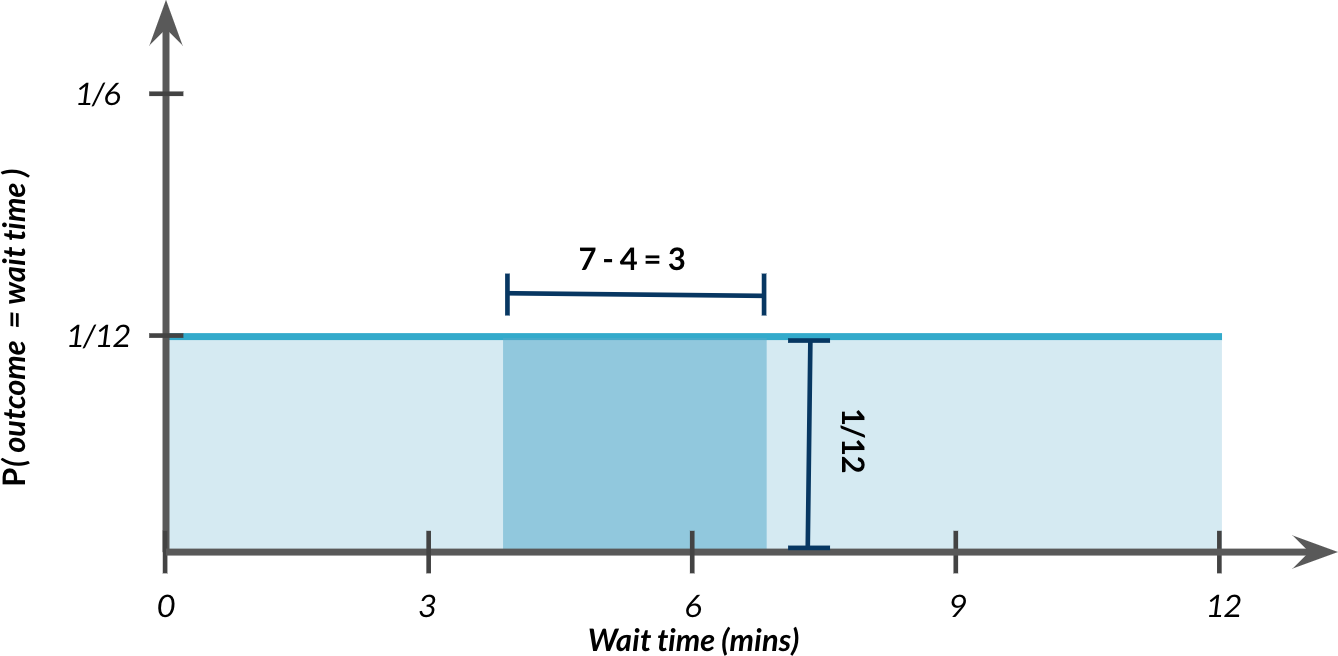 1/6
P( outcome = wait time )
7 - 4 = 3
1/12
1/12
0
3
6
9
12
Wait time (mins)